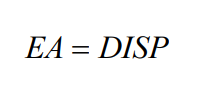 EA = DISP